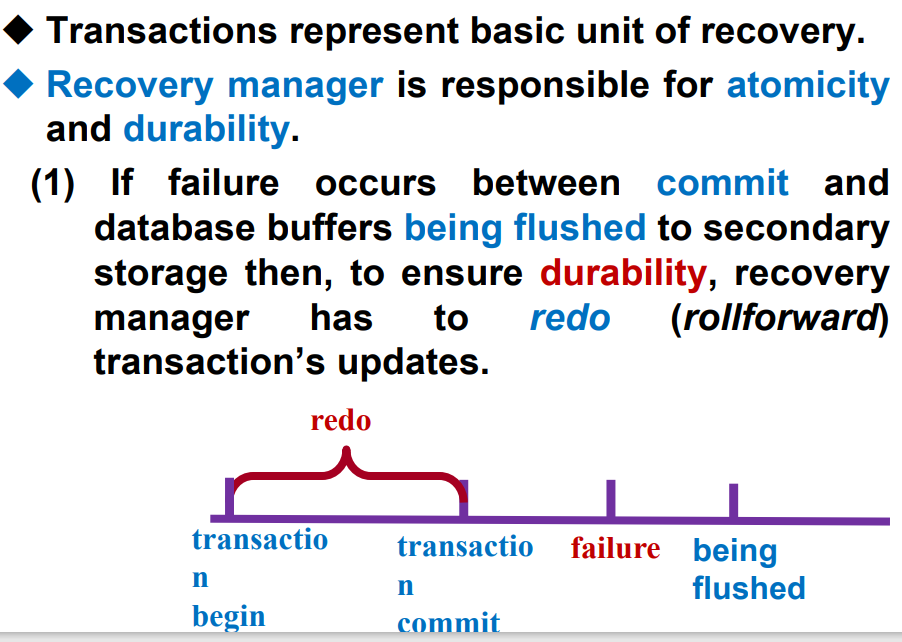 ◆ Transactions represent basic unit of recovery.
◆ Recovery manager is responsible for atomicity
and durability.
(1) If failure occurs between commit and
database buffers being flushed to secondary
storage then, to ensure durability, recovery
manager has to redo (rollforward)
transaction’s updates.
redo
transactio
n
begin
transactio
n
commit
failure
being
flushed